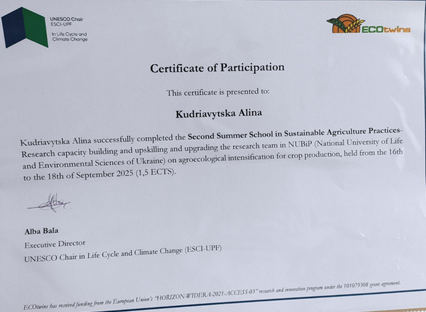 UNESCO Chair
ESCI-UPF
In Life Cycle and
Climate Change
ECOtwins
Certificate of Participation
This certificate is presented to:
Kudriavytska Alina
Kudriavytska Alina successfully completed the Second Summer School in Sustainable Agriculture Practices-
Research capacity building and upskilling and upgrading the research team in NUBiP (National University of Life
and Environmental Sciences of Ukraine) on agroecological intensification for crop production, held from the 16th
to the 18th of September 2025 (1,5 ECTS).
Alba Bala
Executive Director
UNESCO Chair in Life Cycle and Climate Change (ESCI-UPF)
ECOtwins has received funding from the European Union's "HORIZON-WIDERA-2021-ACCESS-03" research and innovation program under the 101079308 grant agreement.